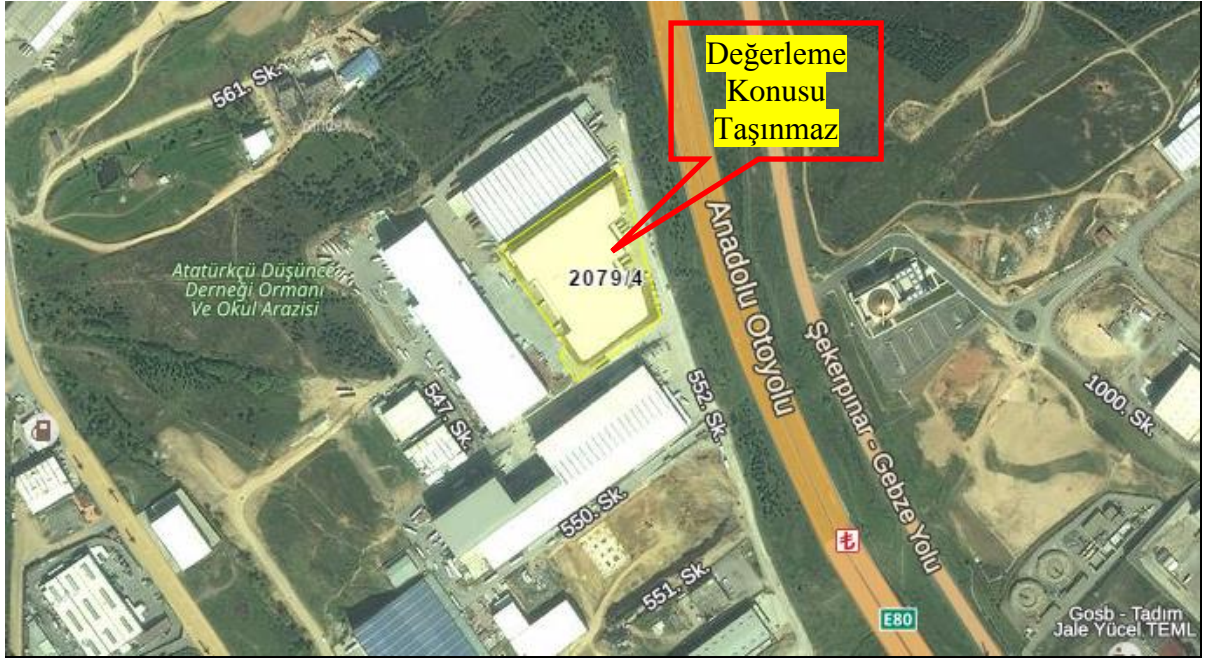 Değerleme
Konusu
Taşınmaz
561. Sk.
2079/4
Atatürkçü Düşünce
Derneği Ormanı
Ve Okul Arazisi
Anadolu Otoyolu
Şekerpınar - Gebze Yolu
552. Sk.
547. Sk.
1000. Sk.
550. Sk.
551. Sk.
E80
Gosb - Tadım
Jale Yücel TEML